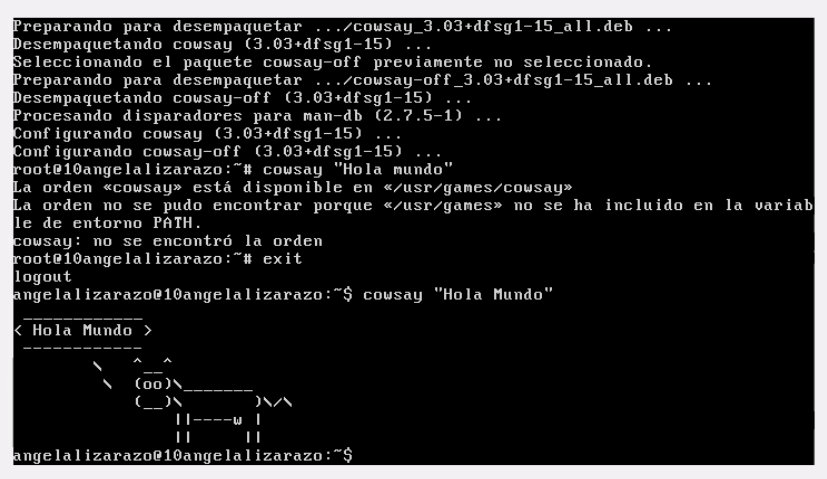 Preparando para desempaquetar .../cowsay_3.03+dfsg1-15_all.deb ...
Desempaquetando cowsay (3.03+dfsg1-15) ...
Seleccionando el paquete cowsay-off previamente no seleccionado.
Preparando para desempaquetar .../cowsay-off_3.03+dfsg1-15_all.deb ...
Desempaquetando cowsay-off (3.03+dfsg1-15) ...
Procesando disparadores para man-db (2.7.5-1) ...
Configurando cowsay (3.03+dfsg1-15) ...
Configurando cowsay-off (3.03+dfsg1-15) ...
root@10angelalizarazo:~# cowsay "Hola mundo"
La orden «cowsay» está disponible en «/usr/games/cowsay»
La orden no se pudo encontrar porque «/usr/games» no se ha incluido en la variab
le de entorno PATH.
cowsay: no se encontró la orden
root@10angelalizarazo:~# exit
logout
angelalizarazo@10angelalizarazo:~$ cowsay "Hola Mundo"
 ____________
< Hola Mundo >
 ------------
        \   ^__^
         \  (oo)\_______
            (__)\       )\/\
                ||----w |
                ||     ||
angelalizarazo@10angelalizarazo:~$